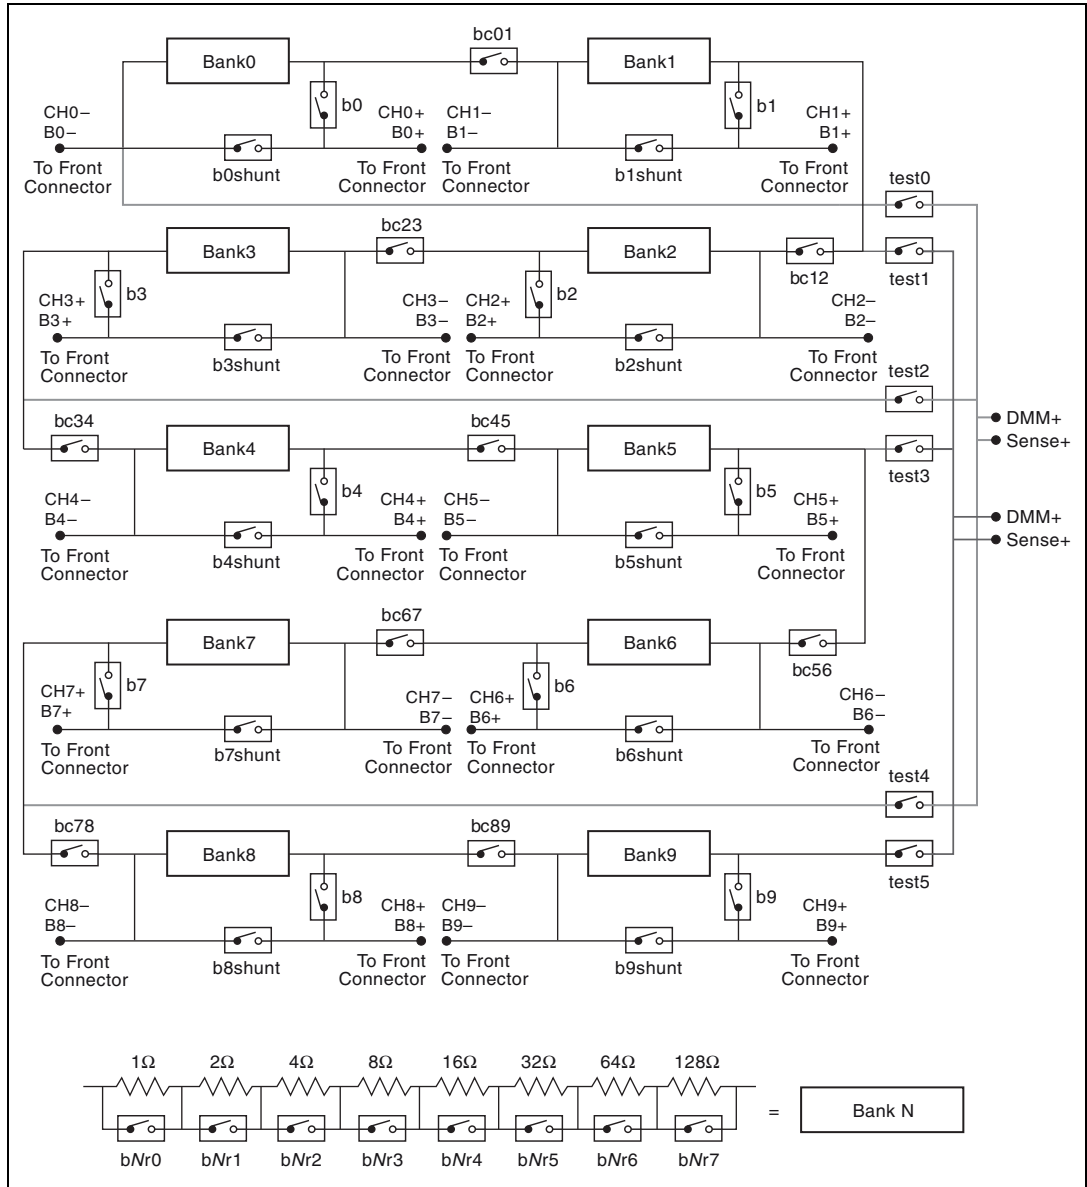 bc01
Bank0 Bank1
b0 b1
CH0– CH0+ CH1– CH1+
B0– B0+ B1– B1+
To Front b0shunt To Front To Front b1shunt To Front
Connector Connector Connector Connector
test0
bc23
Bank3 Bank2
bc12 test1
b3 b2
CH3+ CH3– CH2+ CH2–
B3+ B3– B2+ B2–
To Front b3shunt To Front To Front b2shunt To Front
Connector Connector Connector Connector
test2
bc34 bc45
DMM+
Sense+
Bank4 Bank5
test3
b4 b5
CH4– CH4+ CH5– CH5+
B4– B4+ B5– B5+
DMM+
Sense+
To Front b4shunt To Front To Front b5shunt To Front
Connector Connector Connector Connector
bc67
Bank7 Bank6
bc56
b7 b6
CH7+ CH7– CH6+ CH6–
B7+ B7– B6+ B6–
To Front b7shunt To Front To Front b6shunt To Front
Connector Connector Connector Connector
test4
bc78 bc89
Bank8 Bank9
test5
b8 b9
CH8– CH8+ CH9– CH9+
B8– B8+ B9– B9+
To Front b8shunt To Front To Front b9shunt To Front
Connector Connector Connector Connector
1Ω 2Ω 4Ω 8Ω 16Ω 32Ω 64Ω 128Ω
= Bank N
bNr0 bNr1 bNr2 bNr3 bNr4 bNr5 bNr6 bNr7